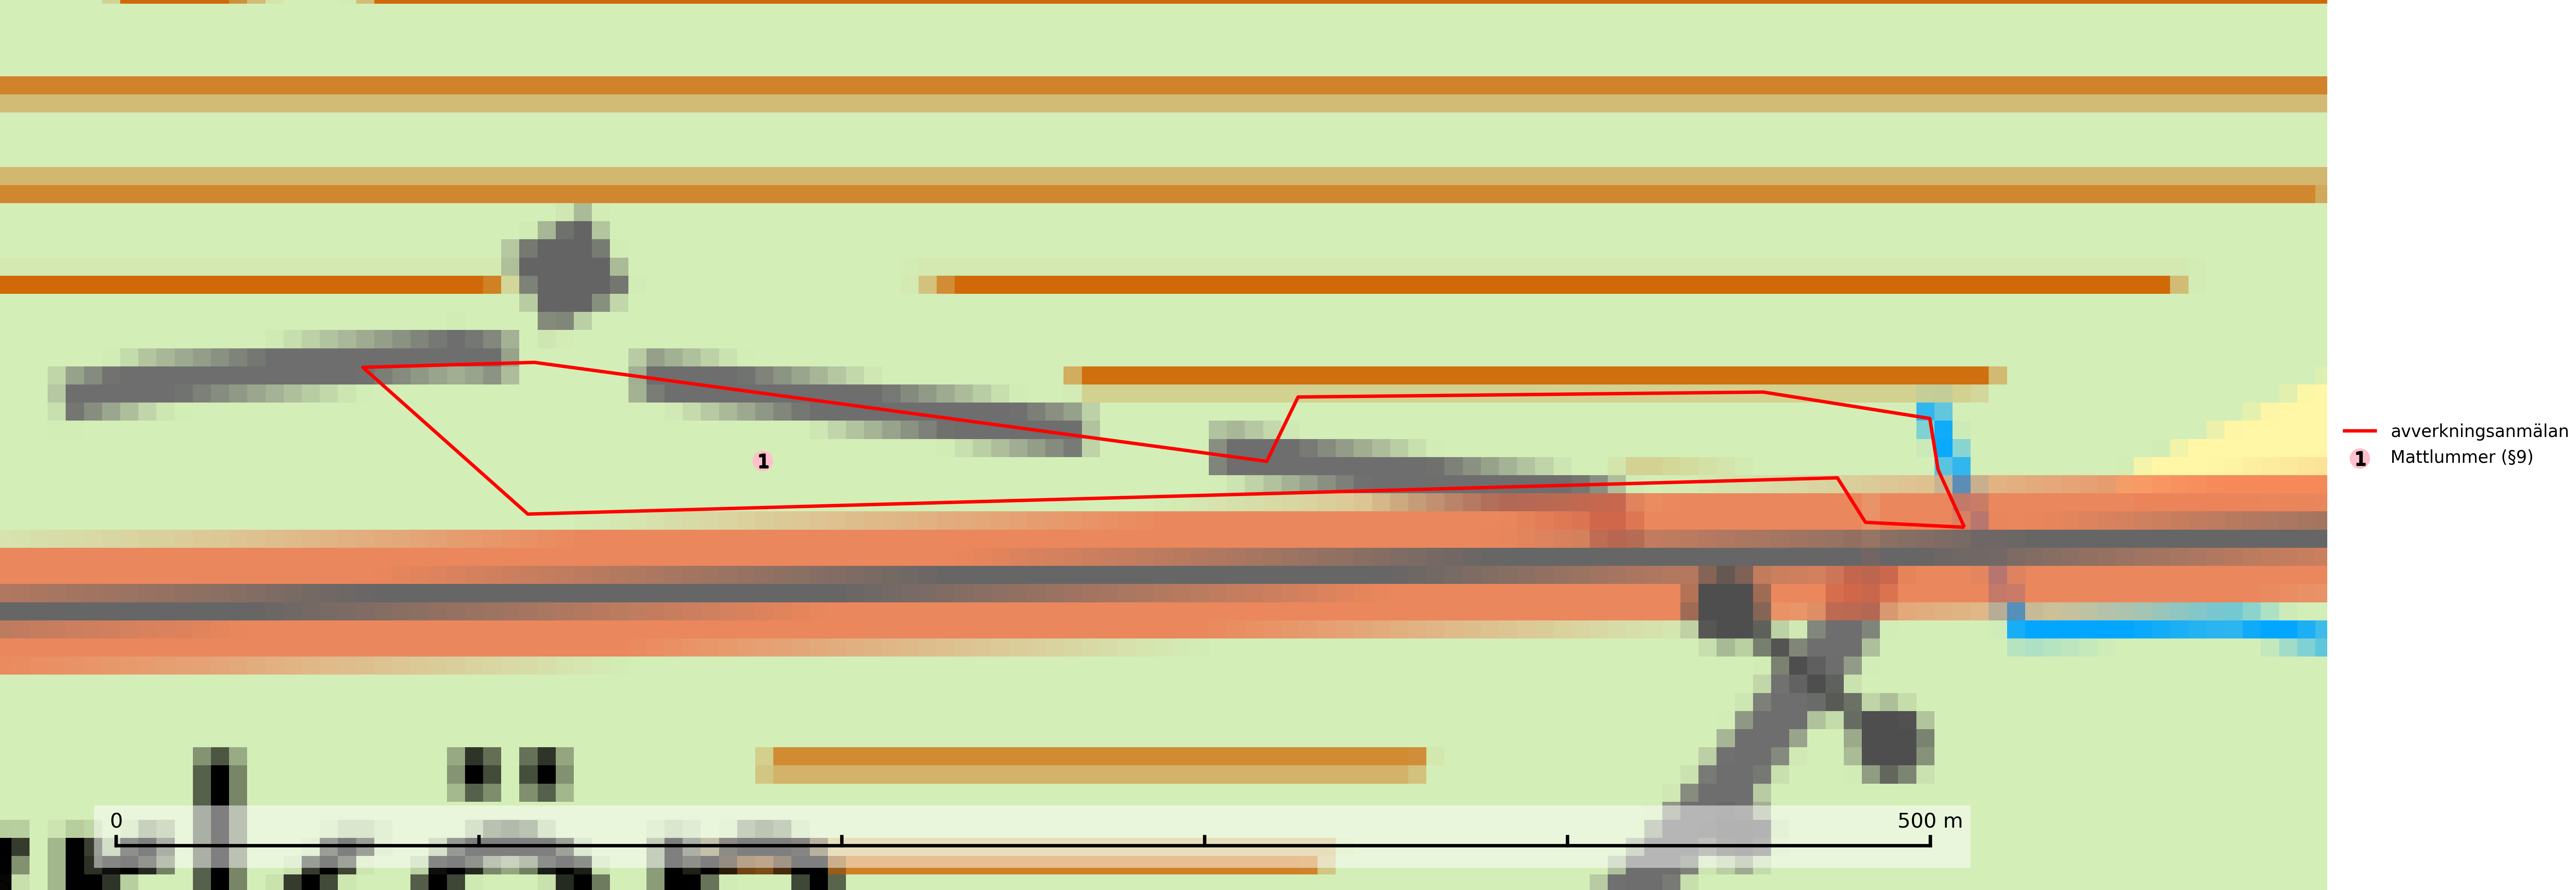 1
avverkningsanmälan
1 Mattlummer (§9)
0 500 m